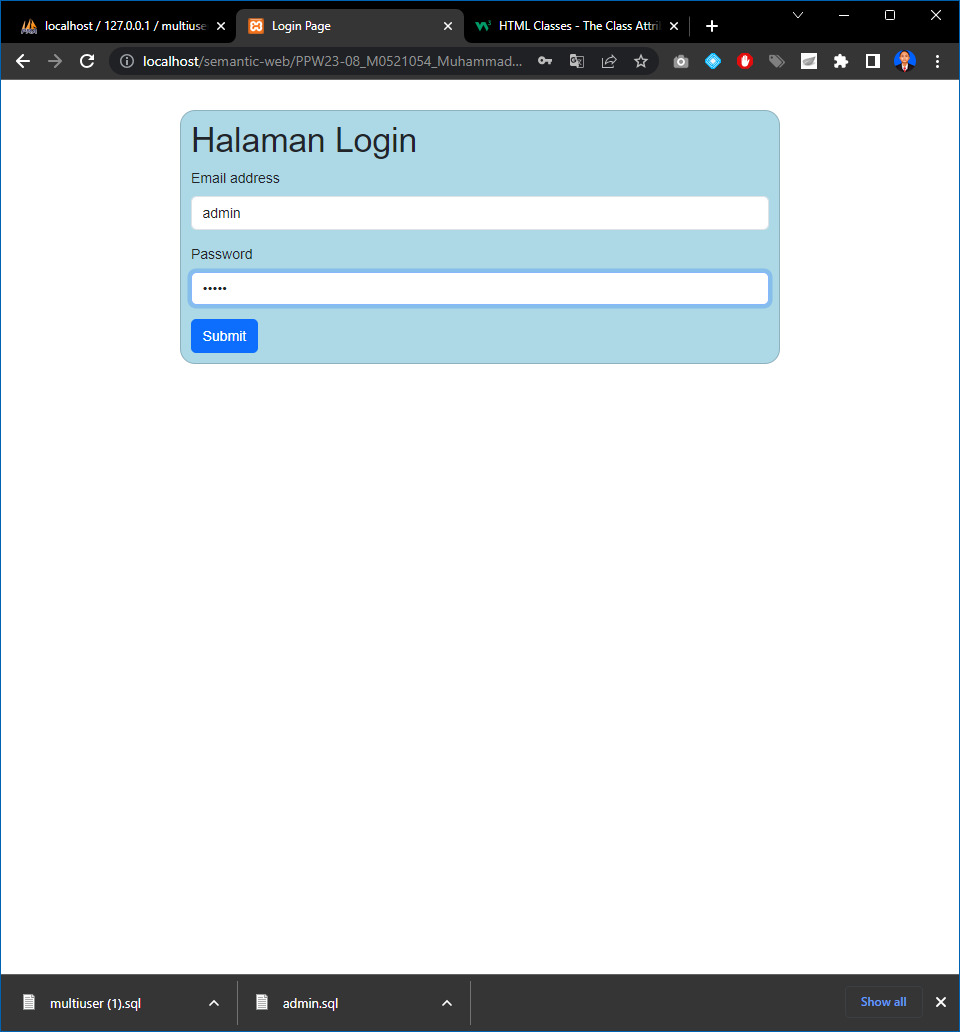 localhost / 127.0.0.1 / multiuse
Login Page
HTML Classes - The Class Attri
localhost/semantic-web/PPW23-08_M0521054_Muhammad...
Halaman Login
Email address
admin
Password
•••••
Submit
multiuser (1).sql
admin.sql
Show all